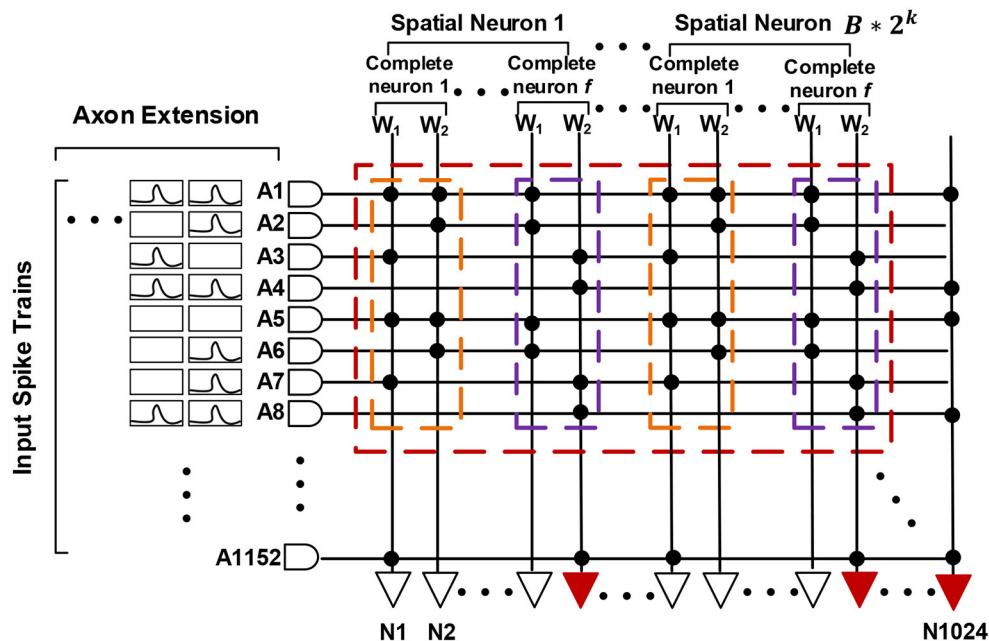 Spatial Neuron 1
Spatial Neuron B * 2^k
Complete neuron 1
Complete neuron f
Complete neuron 1
Complete neuron f
W₁ W₂ W₁ W₂ W₁ W₂ W₁ W₂
Axon Extension
Input Spike Trains
A1
A2
A3
A4
A5
A6
A7
A8
A1152
N1 N2 N1024